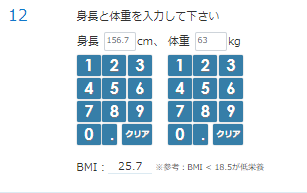 12
身長と体重を入力して下さい
身長 156.7 cm、 体重 63 kg
1 2 3 1 2 3
4 5 6 4 5 6
7 8 9 7 8 9
0 . クリア 0 . クリア
BMI： 25.7 ※参考：BMI < 18.5が低栄養